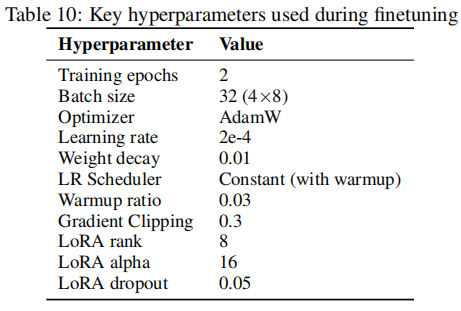 Table 10: Key hyperparameters used during finetuning
Hyperparameter Value
Training epochs 2
Batch size 32 (4×8)
Optimizer AdamW
Learning rate 2e-4
Weight decay 0.01
LR Scheduler Constant (with warmup)
Warmup ratio 0.03
Gradient Clipping 0.3
LoRA rank 8
LoRA alpha 16
LoRA dropout 0.05